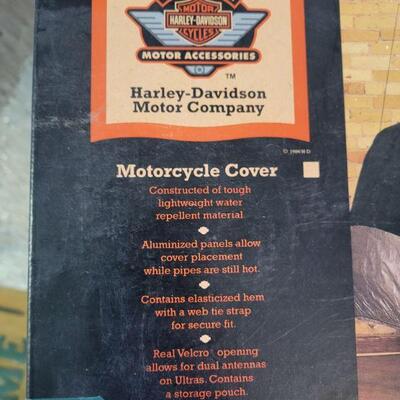 MOTOR
HARLEY-DAVIDSON
CYCLES
MOTOR ACCESSORIES
TM
Harley-Davidson
Motor Company
Motorcycle Cover
Constructed of tough
lightweight water
repellent material
Aluminized panels allow
cover placement
while pipes are still hot.
Contains elasticized hem
with a web tie strap
for secure fit.
Real Velcro opening
allows for dual antennas
on Ultras. Contains
a storage pouch.